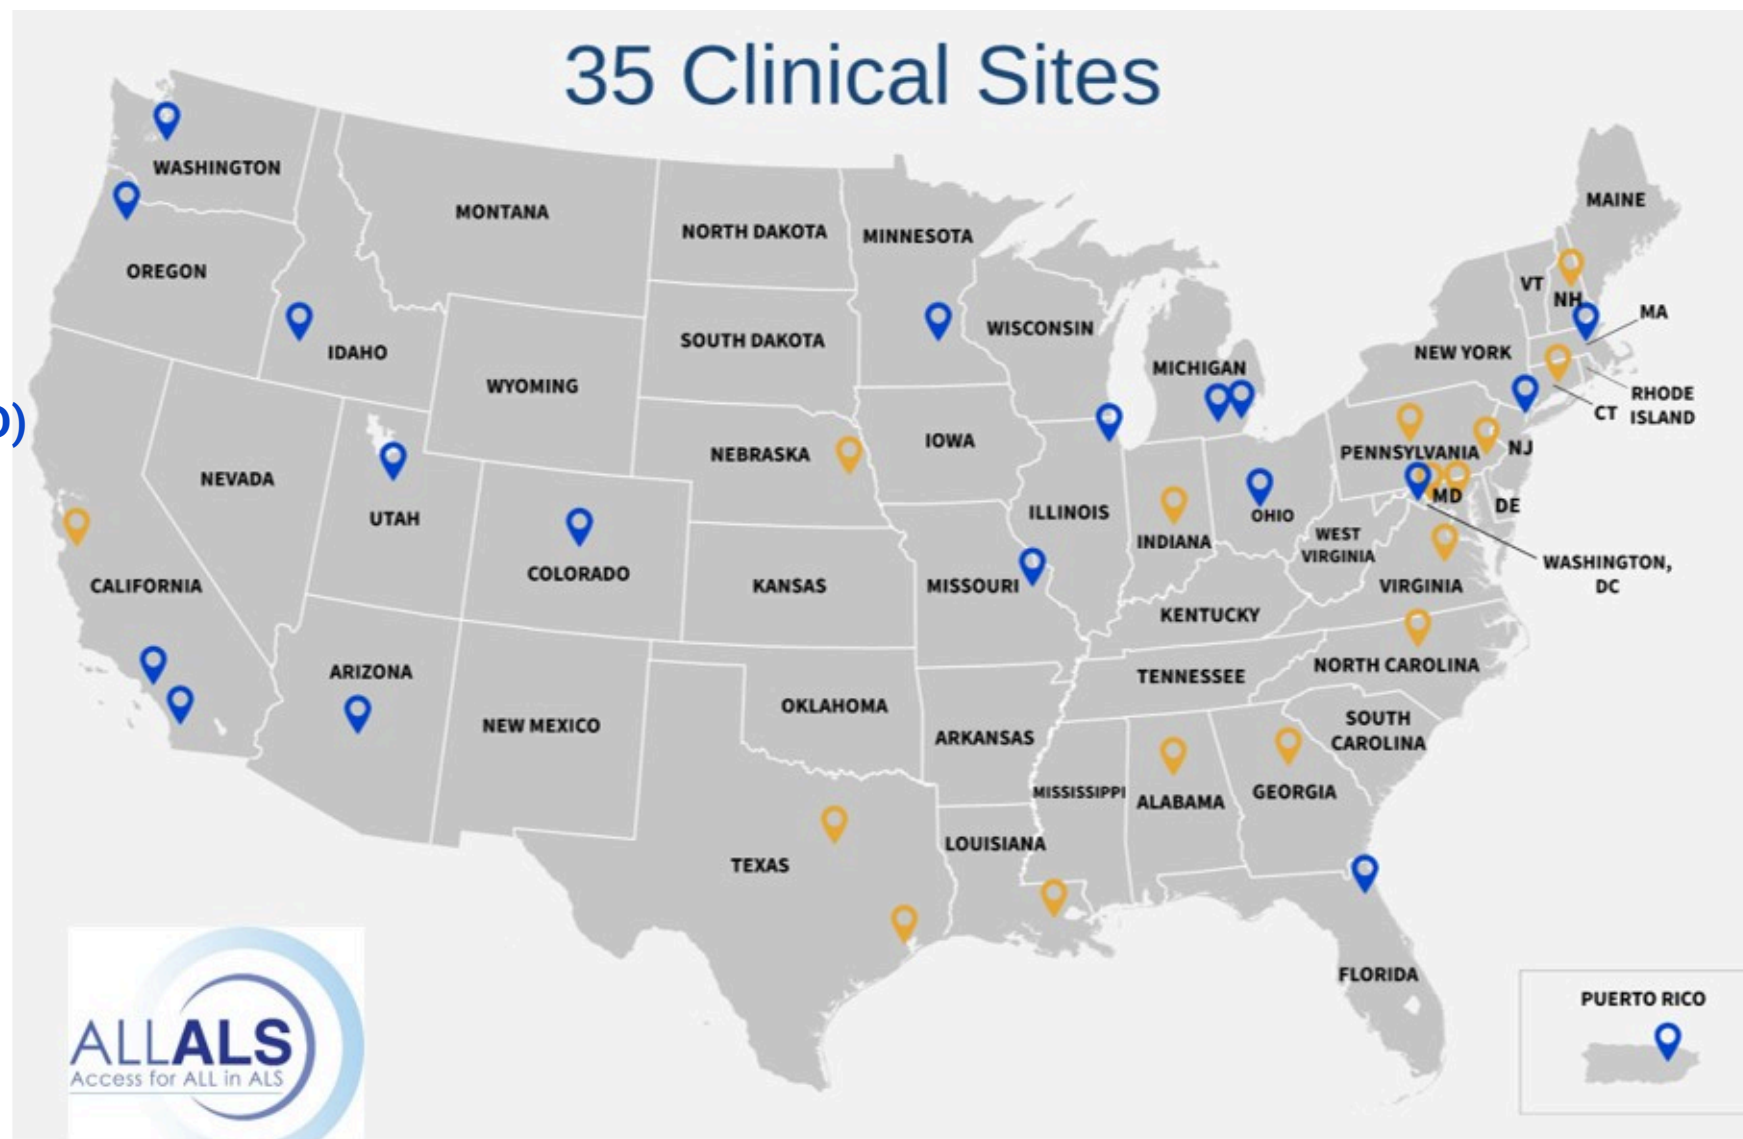 35 Clinical Sites
WASHINGTON
MONTANA
NORTH DAKOTA
MINNESOTA
MAINE
OREGON
IDAHO
SOUTH DAKOTA
WISCONSIN
MICHIGAN
VT
NH
MA
NEW YORK
RHODE
ISLAND
CT
WYOMING
D)
NEVADA
UTAH
COLORADO
NEBRASKA
IOWA
ILLINOIS
INDIANA
OHIO
PENNSYLVANIA
NJ
MD
DE
WEST
VIRGINIA
WASHINGTON,
DC
CALIFORNIA
KANSAS
MISSOURI
KENTUCKY
VIRGINIA
ARIZONA
NEW MEXICO
OKLAHOMA
ARKANSAS
TENNESSEE
NORTH CAROLINA
SOUTH
CAROLINA
MISSISSIPPI
ALABAMA
GEORGIA
TEXAS
LOUISIANA
FLORIDA
PUERTO RICO
ALLALS
Access for ALL in ALS